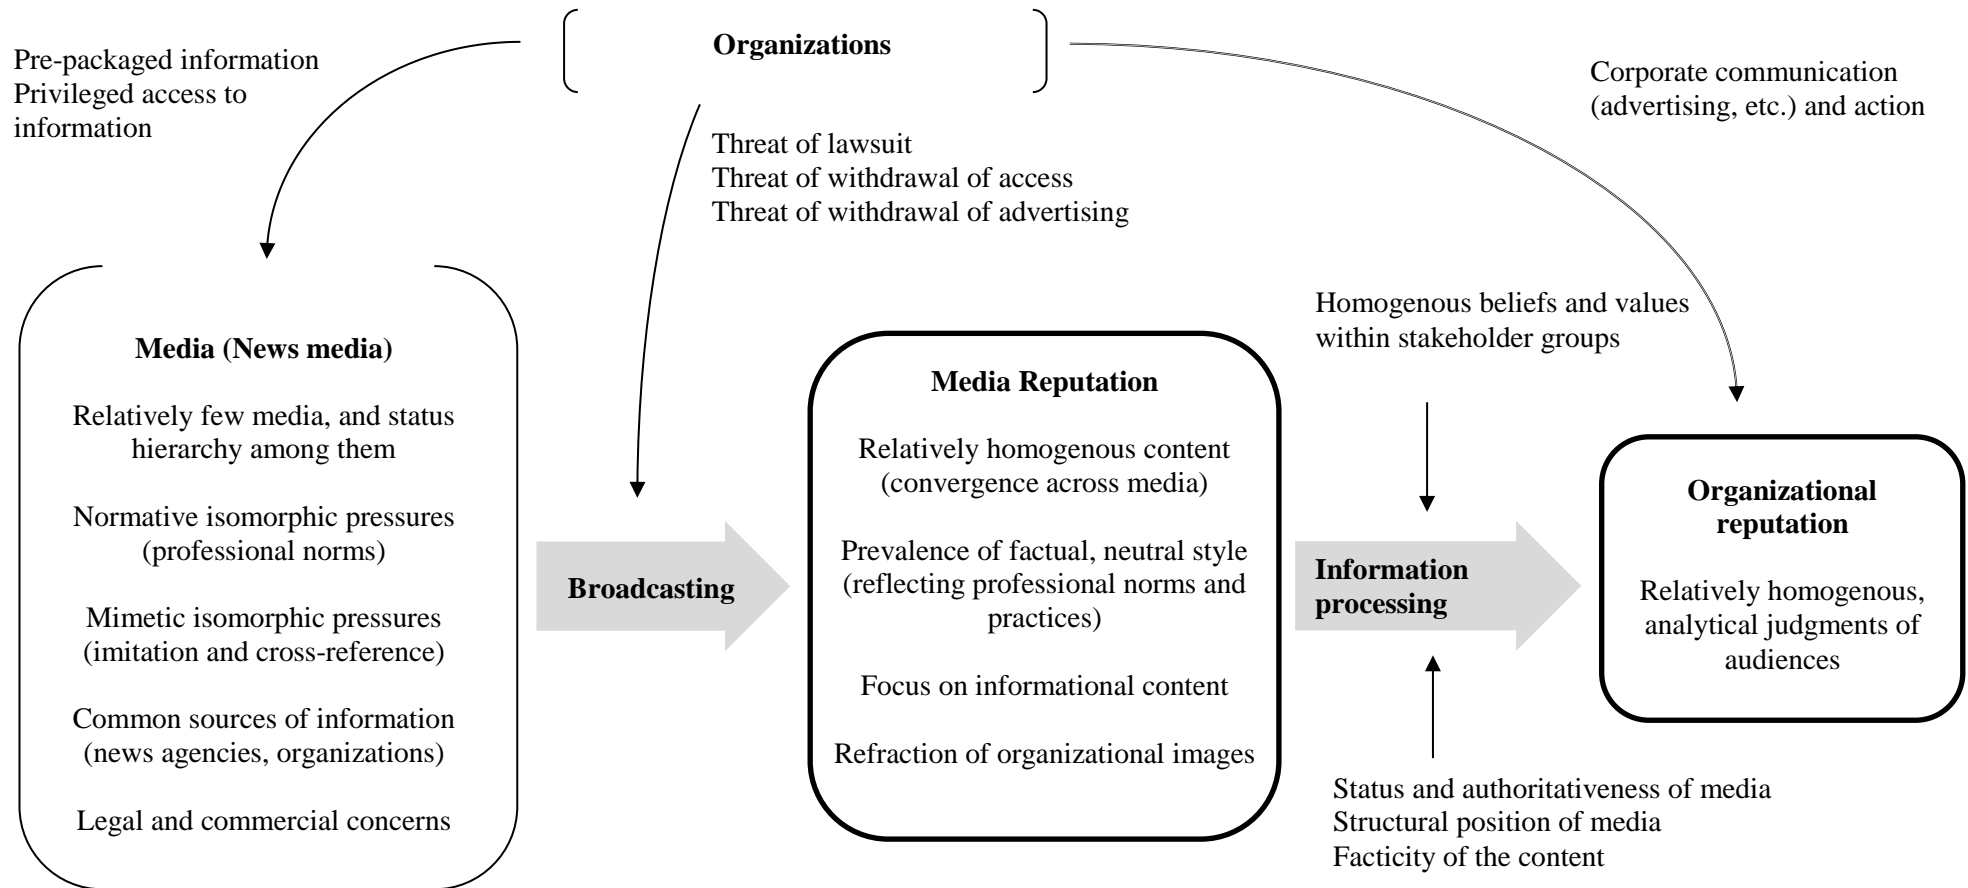 Organizations
Pre-packaged information
Privileged access to
information
Corporate communication
(advertising, etc.) and action
Threat of lawsuit
Threat of withdrawal of access
Threat of withdrawal of advertising
Media (News media)
Relatively few media, and status
hierarchy among them
Normative isomorphic pressures
(professional norms)
Mimetic isomorphic pressures
(imitation and cross-reference)
Common sources of information
(news agencies, organizations)
Legal and commercial concerns
Broadcasting
Media Reputation
Relatively homogenous content
(convergence across media)
Prevalence of factual, neutral style
(reflecting professional norms and
practices)
Focus on informational content
Refraction of organizational images
Homogenous beliefs and values
within stakeholder groups
Information
processing
Status and authoritativeness of media
Structural position of media
Facticity of the content
Organizational
reputation
Relatively homogenous,
analytical judgments of
audiences